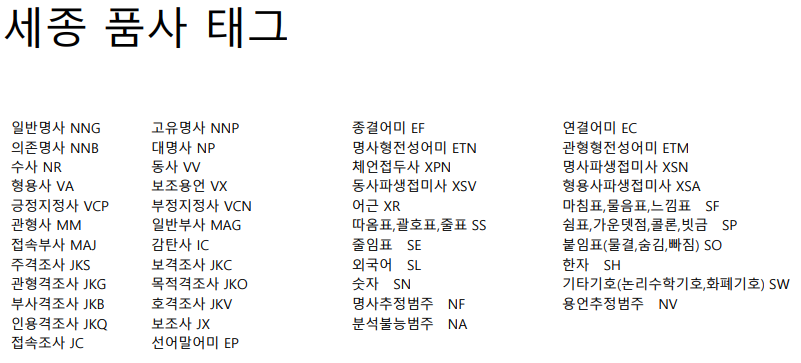 세종 품사 태그
일반명사 NNG 고유명사 NNP 종결어미 EF 연결어미 EC
의존명사 NNB 대명사 NP 명사형전성어미 ETN 관형형전성어미 ETM
수사 NR 동사 VV 체언접두사 XPN 명사파생접미사 XSN
형용사 VA 보조용언 VX 동사파생접미사 XSV 형용사파생접미사 XSA
긍정지정사 VCP 부정지정사 VCN 어근 XR 마침표,물음표,느낌표 SF
관형사 MM 일반부사 MAG 따옴표,괄호표,줄표 SS 쉼표,가운뎃점,콜론,빗금 SP
접속부사 MAJ 감탄사 IC 줄임표 SE 붙임표(물결,숨김,빠짐) SO
주격조사 JKS 보격조사 JKC 외국어 SL 한자 SH
관형격조사 JKG 목적격조사 JKO 숫자 SN 기타기호(논리수학기호,화폐기호) SW
부사격조사 JKB 호격조사 JKV 명사추정범주 NF 용언추정범주 NV
인용격조사 JKQ 보조사 JX 분석불능범주 NA
접속조사 JC 선어말어미 EP